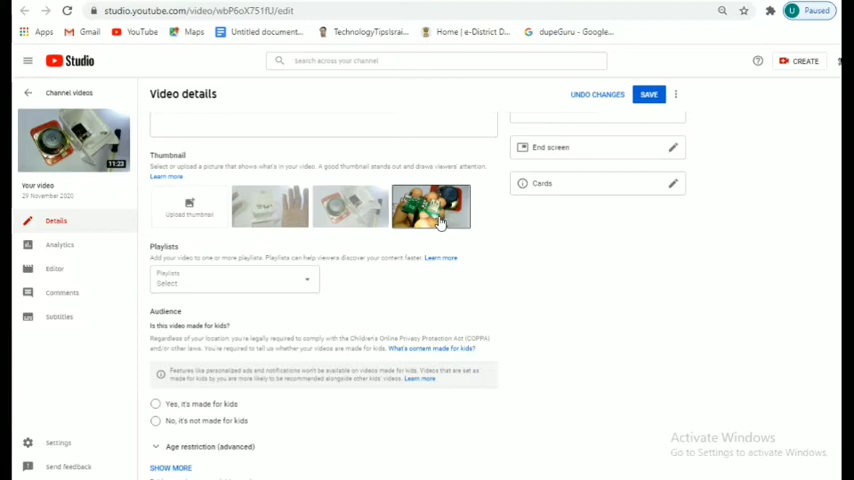 studio.youtube.com/video/wbP6oX751fU/edit
U Paused
Apps Gmail YouTube Maps Untitled document... TechnologyTipsIsrai... Home | e-District D... dupeGuru - Google...
Studio
Search across your channel
CREATE
Channel videos
Video details
UNDO CHANGES
SAVE
11:23
Your video
29 November 2020
Details
Analytics
Editor
Comments
Subtitles
Settings
Send feedback
Thumbnail
Select or upload a picture that shows what's in your video. A good thumbnail stands out and draws viewers' attention.
Learn more
Upload thumbnail
Playlists
Add your video to one or more playlists. Playlists can help viewers discover your content faster. Learn more
Playlists
Select
Audience
Is this video made for kids?
Regardless of your location, you're legally required to comply with the Children's Online Privacy Protection Act (COPPA)
and/or other laws. You're required to tell us whether your videos are made for kids. What's content made for kids?
Features like personalized ads and notifications won't be available on videos made for kids. Videos that are set as
made for kids by you are more likely to be recommended alongside other kids' videos. Learn more
Yes, it's made for kids
No, it's not made for kids
Age restriction (advanced)
SHOW MORE
End screen
Cards
Activate Windows
Go to Settings to activate Windows.